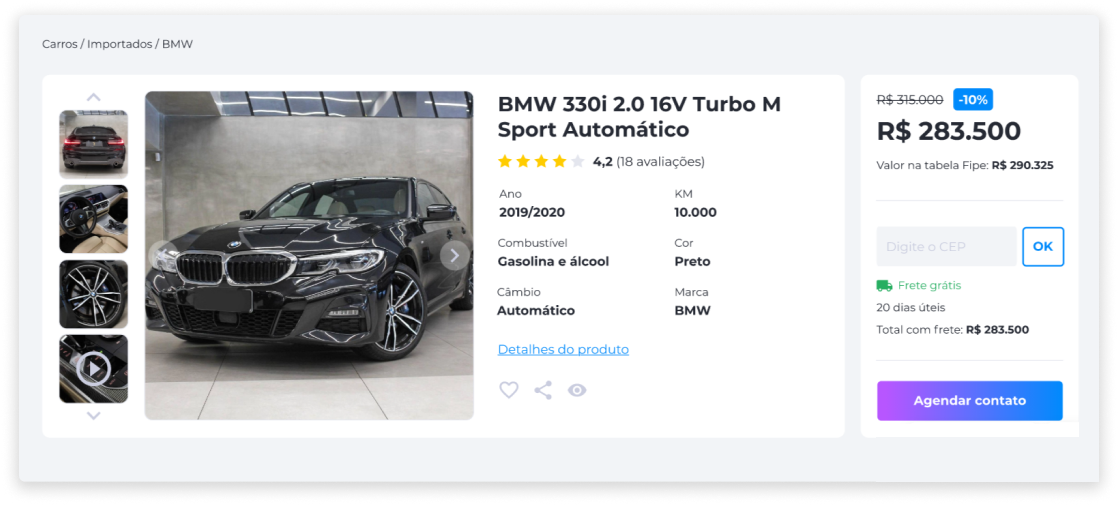 Carros / Importados / BMW
BMW 330i 2.0 16V Turbo M
Sport Automático
4,2 (18 avaliações)
Ano
2019/2020
KM
10.000
Combustível
Gasolina e álcool
Cor
Preto
Câmbio
Automático
Marca
BMW
Detalhes do produto
R$ 315.000 -10%
R$ 283.500
Valor na tabela Fipe: R$ 290.325
Digite o CEP OK
Frete grátis
20 dias úteis
Total com frete: R$ 283.500
Agendar contato